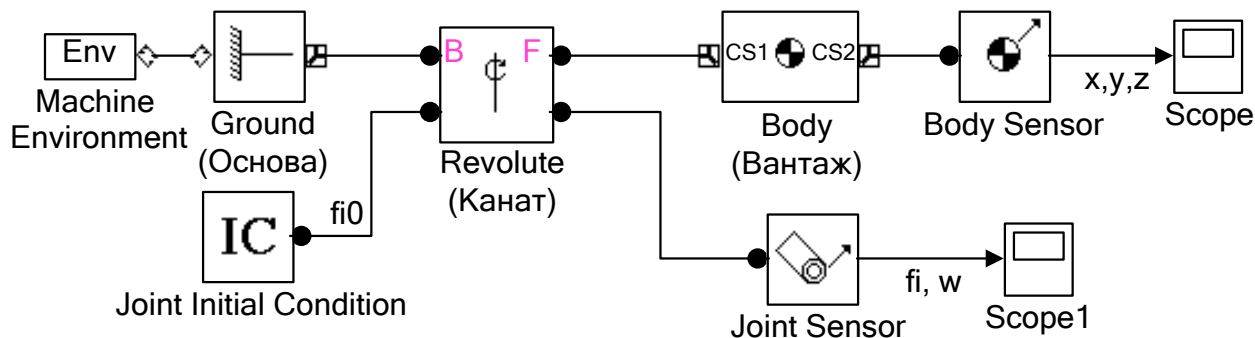 Env
Machine
Environment
Ground
(Основа)
B F
Revolute
(Канат)
CS1 CS2
Body
(Вантаж)
Body Sensor
x,y,z
Scope
IC
fi0
Joint Initial Condition
Joint Sensor
fi, w
Scope1